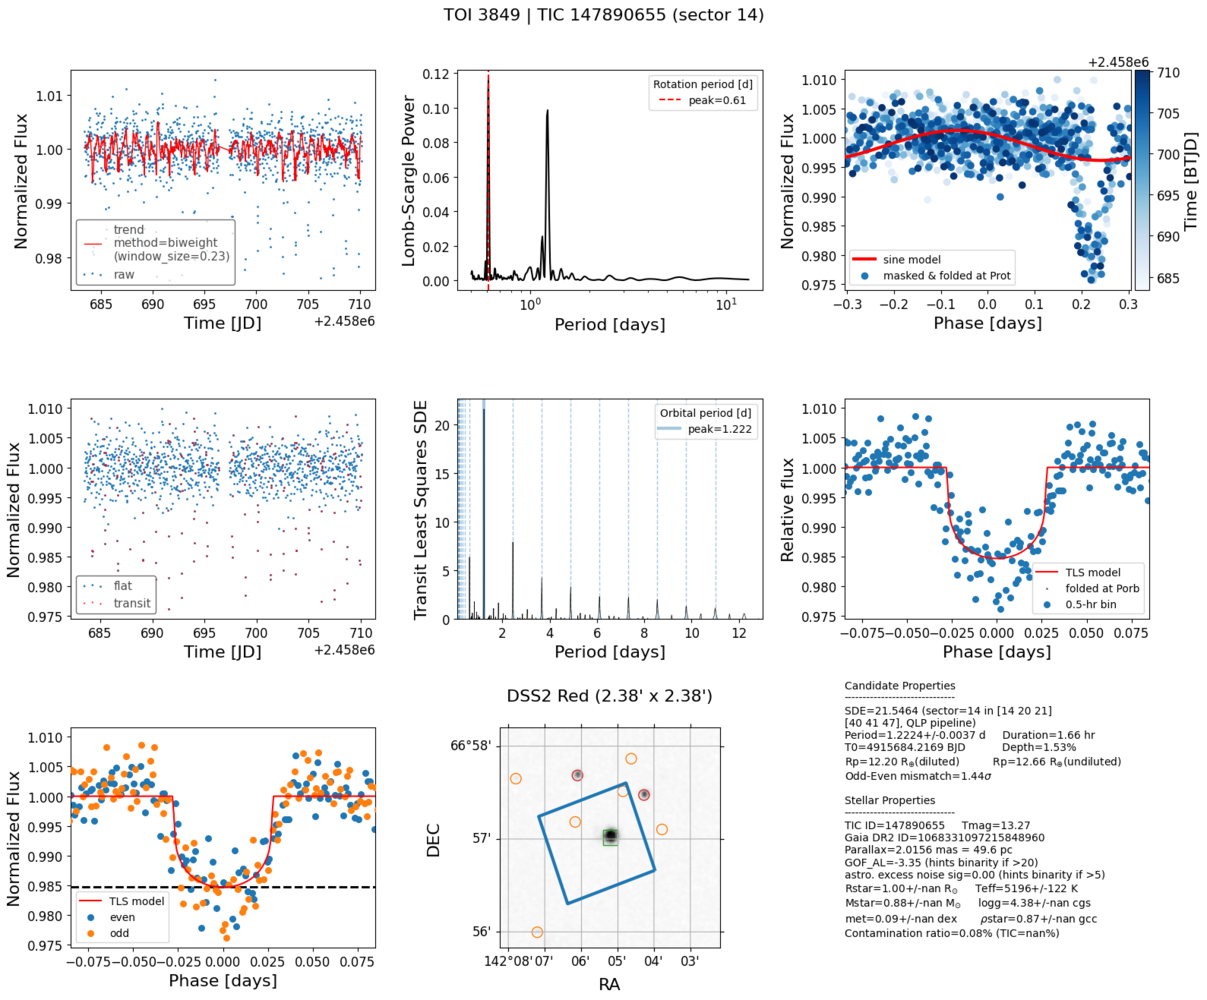 TOI 3849 | TIC 147890655 (sector 14)
Normalized Flux
1.01
1.00
0.99
0.98
trend
method=biweight
(window_size=0.23)
raw
685 690 695 700 705 710
Time [JD]
+2.458e6
Lomb-Scargle Power
0.12
0.10
0.08
0.06
0.04
0.02
0.00
Rotation period [d]
peak=0.61
10⁰ 10¹
Period [days]
Normalized Flux
1.010
1.005
1.000
0.995
0.990
0.985
0.980
0.975
sine model
masked & folded at Prot
−0.3 −0.2 −0.1 0.0 0.1 0.2 0.3
Phase [days]
+2.458e6
710
705
700
695
690
685
Time [BTJD]
Normalized Flux
1.010
1.005
1.000
0.995
0.990
0.985
0.980
0.975
flat
transit
685 690 695 700 705 710
Time [JD]
+2.458e6
Transit Least Squares SDE
20
15
10
5
0
Orbital period [d]
peak=1.222
2 4 6 8 10 12
Period [days]
Relative flux
1.010
1.005
1.000
0.995
0.990
0.985
0.980
0.975
TLS model
folded at Porb
0.5-hr bin
−0.075 −0.050 −0.025 0.000 0.025 0.050 0.075
Phase [days]
Normalized Flux
1.010
1.005
1.000
0.995
0.990
0.985
0.980
0.975
TLS model
even
odd
−0.075 −0.050 −0.025 0.000 0.025 0.050 0.075
Phase [days]
DSS2 Red (2.38' x 2.38')
DEC
66°58'
57'
56'
142°08' 07' 06' 05' 04' 03'
RA
Candidate Properties
------------------------------
SDE=21.5464 (sector=14 in [14 20 21]
[40 41 47], QLP pipeline)
Period=1.2224+/-0.0037 d Duration=1.66 hr
T0=4915684.2169 BJD Depth=1.53%
Rp=12.20 R⊕(diluted) Rp=12.66 R⊕(undiluted)
Odd-Even mismatch=1.44σ
Stellar Properties
------------------------------
TIC ID=147890655 Tmag=13.27
Gaia DR2 ID=1068331097215848960
Parallax=2.0156 mas = 49.6 pc
GOF_AL=-3.35 (hints binarity if >20)
astro. excess noise sig=0.00 (hints binarity if >5)
Rstar=1.00+/-nan R⊙ Teff=5196+/-122 K
Mstar=0.88+/-nan M⊙ logg=4.38+/-nan cgs
met=0.09+/-nan dex ρstar=0.87+/-nan gcc
Contamination ratio=0.08% (TIC=nan%)